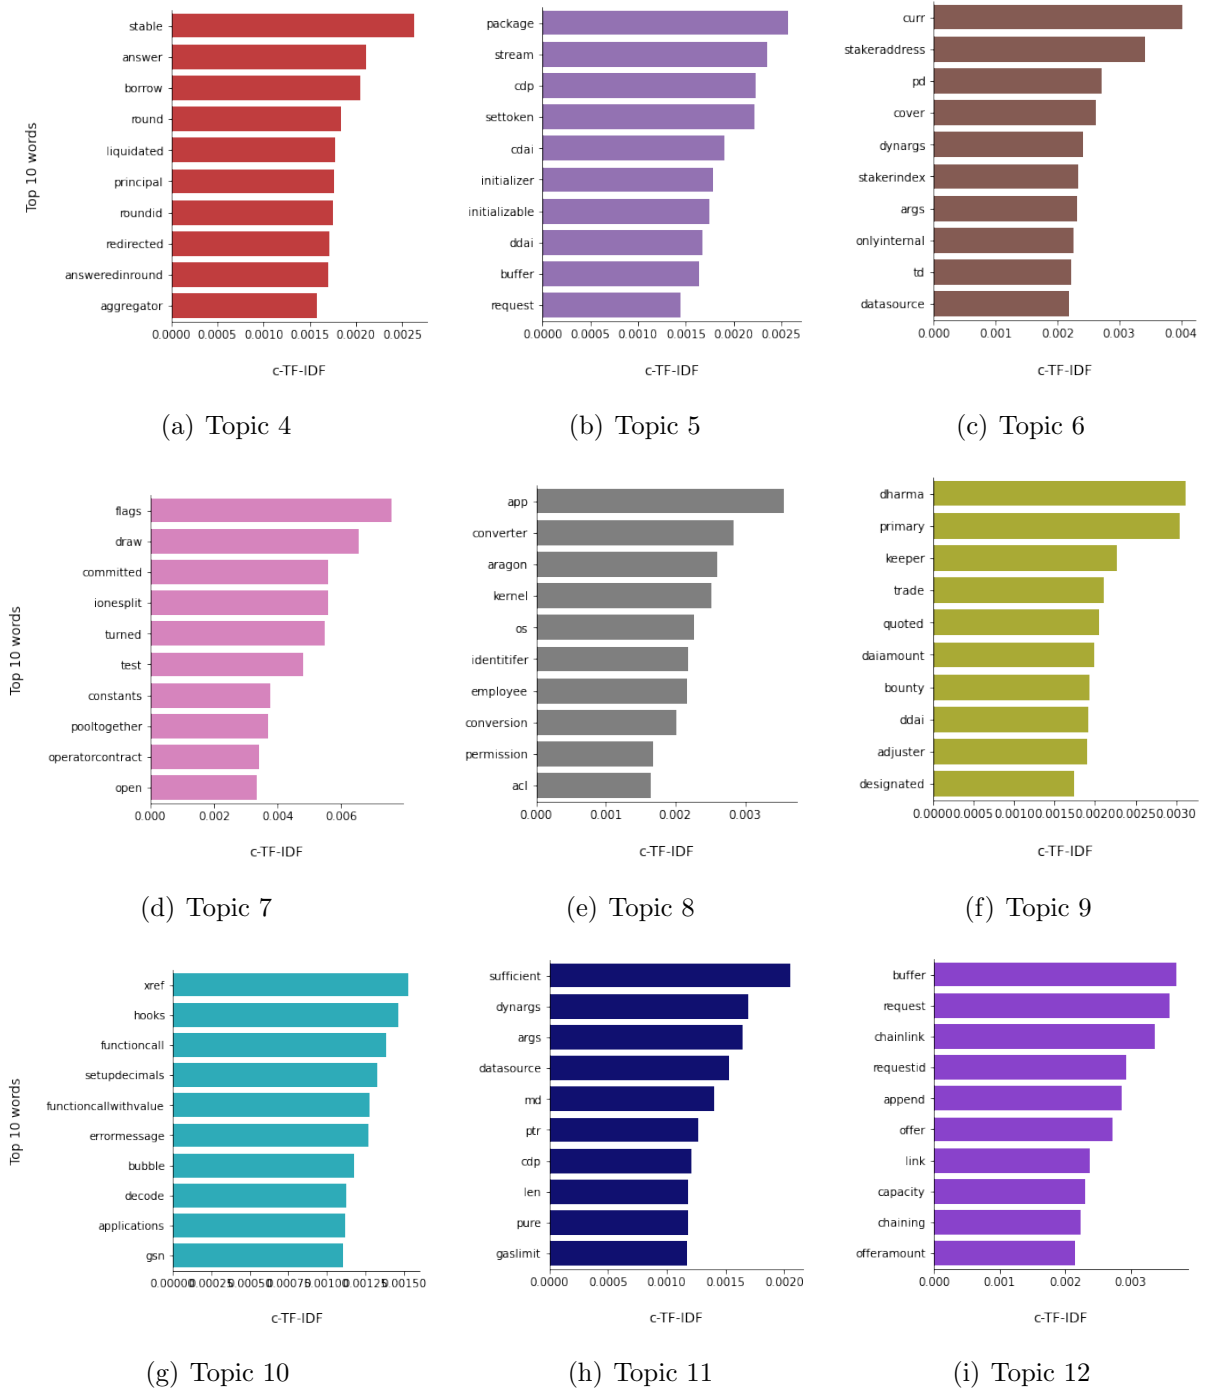 Top 10 words
stable
answer
borrow
round
liquidated
principal
roundid
redirected
answeredinround
aggregator
0.0000 0.0005 0.0010 0.0015 0.0020 0.0025
c-TF-IDF
(a) Topic 4
package
stream
cdp
settoken
cdai
initializer
initializable
ddai
buffer
request
0.0000 0.0005 0.0010 0.0015 0.0020 0.0025
c-TF-IDF
(b) Topic 5
curr
stakeraddress
pd
cover
dynargs
stakerindex
args
onlyinternal
td
datasource
0.000 0.001 0.002 0.003 0.004
c-TF-IDF
(c) Topic 6
Top 10 words
flags
draw
committed
ionesplit
turned
test
constants
pooltogether
operatorcontract
open
0.000 0.002 0.004 0.006
c-TF-IDF
(d) Topic 7
app
converter
aragon
kernel
os
identitifer
employee
conversion
permission
acl
0.000 0.001 0.002 0.003
c-TF-IDF
(e) Topic 8
dharma
primary
keeper
trade
quoted
daiamount
bounty
ddai
adjuster
designated
0.0000 0.0005 0.0010 0.0015 0.0020 0.0025 0.0030
c-TF-IDF
(f) Topic 9
Top 10 words
xref
hooks
functioncall
setupdecimals
functioncallwithvalue
errormessage
bubble
decode
applications
gsn
0.00000 0.00025 0.00050 0.00075 0.00100 0.00125 0.00150
c-TF-IDF
(g) Topic 10
sufficient
dynargs
args
datasource
md
ptr
cdp
len
pure
gaslimit
0.0000 0.0005 0.0010 0.0015 0.0020
c-TF-IDF
(h) Topic 11
buffer
request
chainlink
requestid
append
offer
link
capacity
chaining
offeramount
0.000 0.001 0.002 0.003
c-TF-IDF
(i) Topic 12